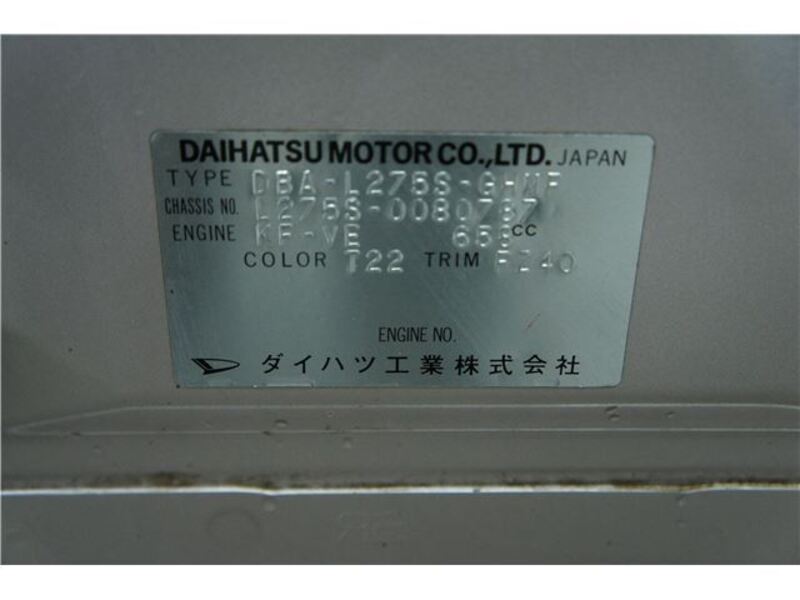 DAIHATSU MOTOR CO.,LTD. JAPAN
TYPE DBA-L275S-GHMF
CHASSIS NO. L275S-0080787
ENGINE KF-VE 658CC
COLOR T22 TRIM FZ40
ENGINE NO.
ダイハツ工業株式会社